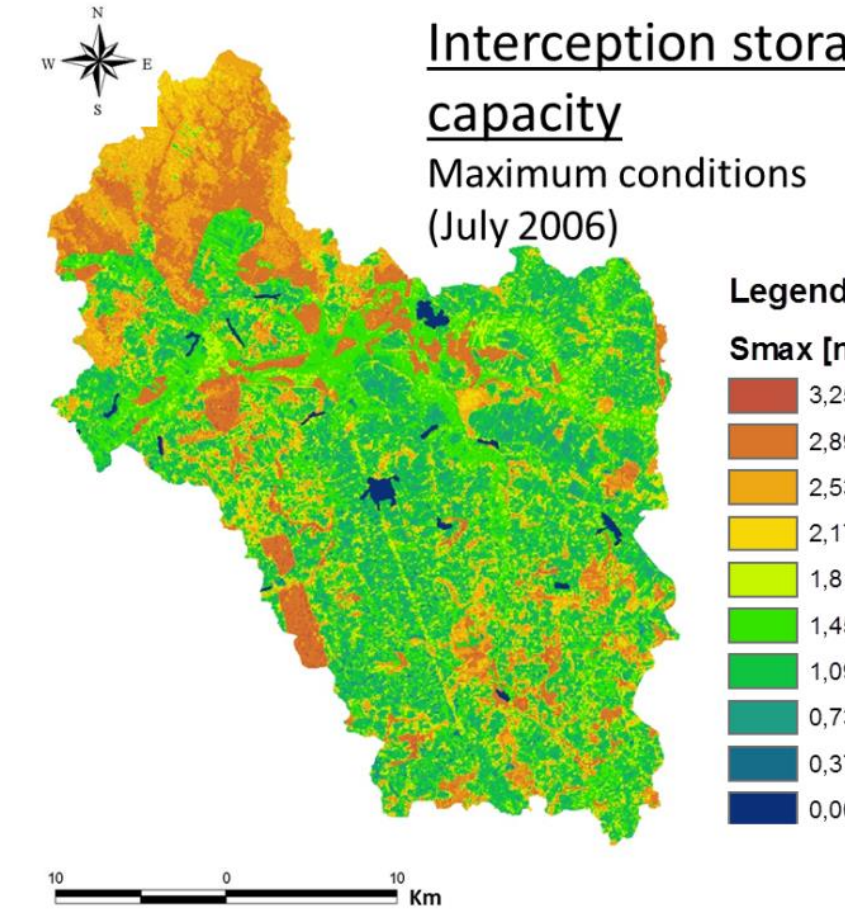 N
W E
S
Interception stora
capacity
Maximum conditions
(July 2006)
Legend
Smax [
3,25
2,89
2,53
2,17
1,8
1,45
1,09
0,73
0,37
0,00
10 0 10
Km